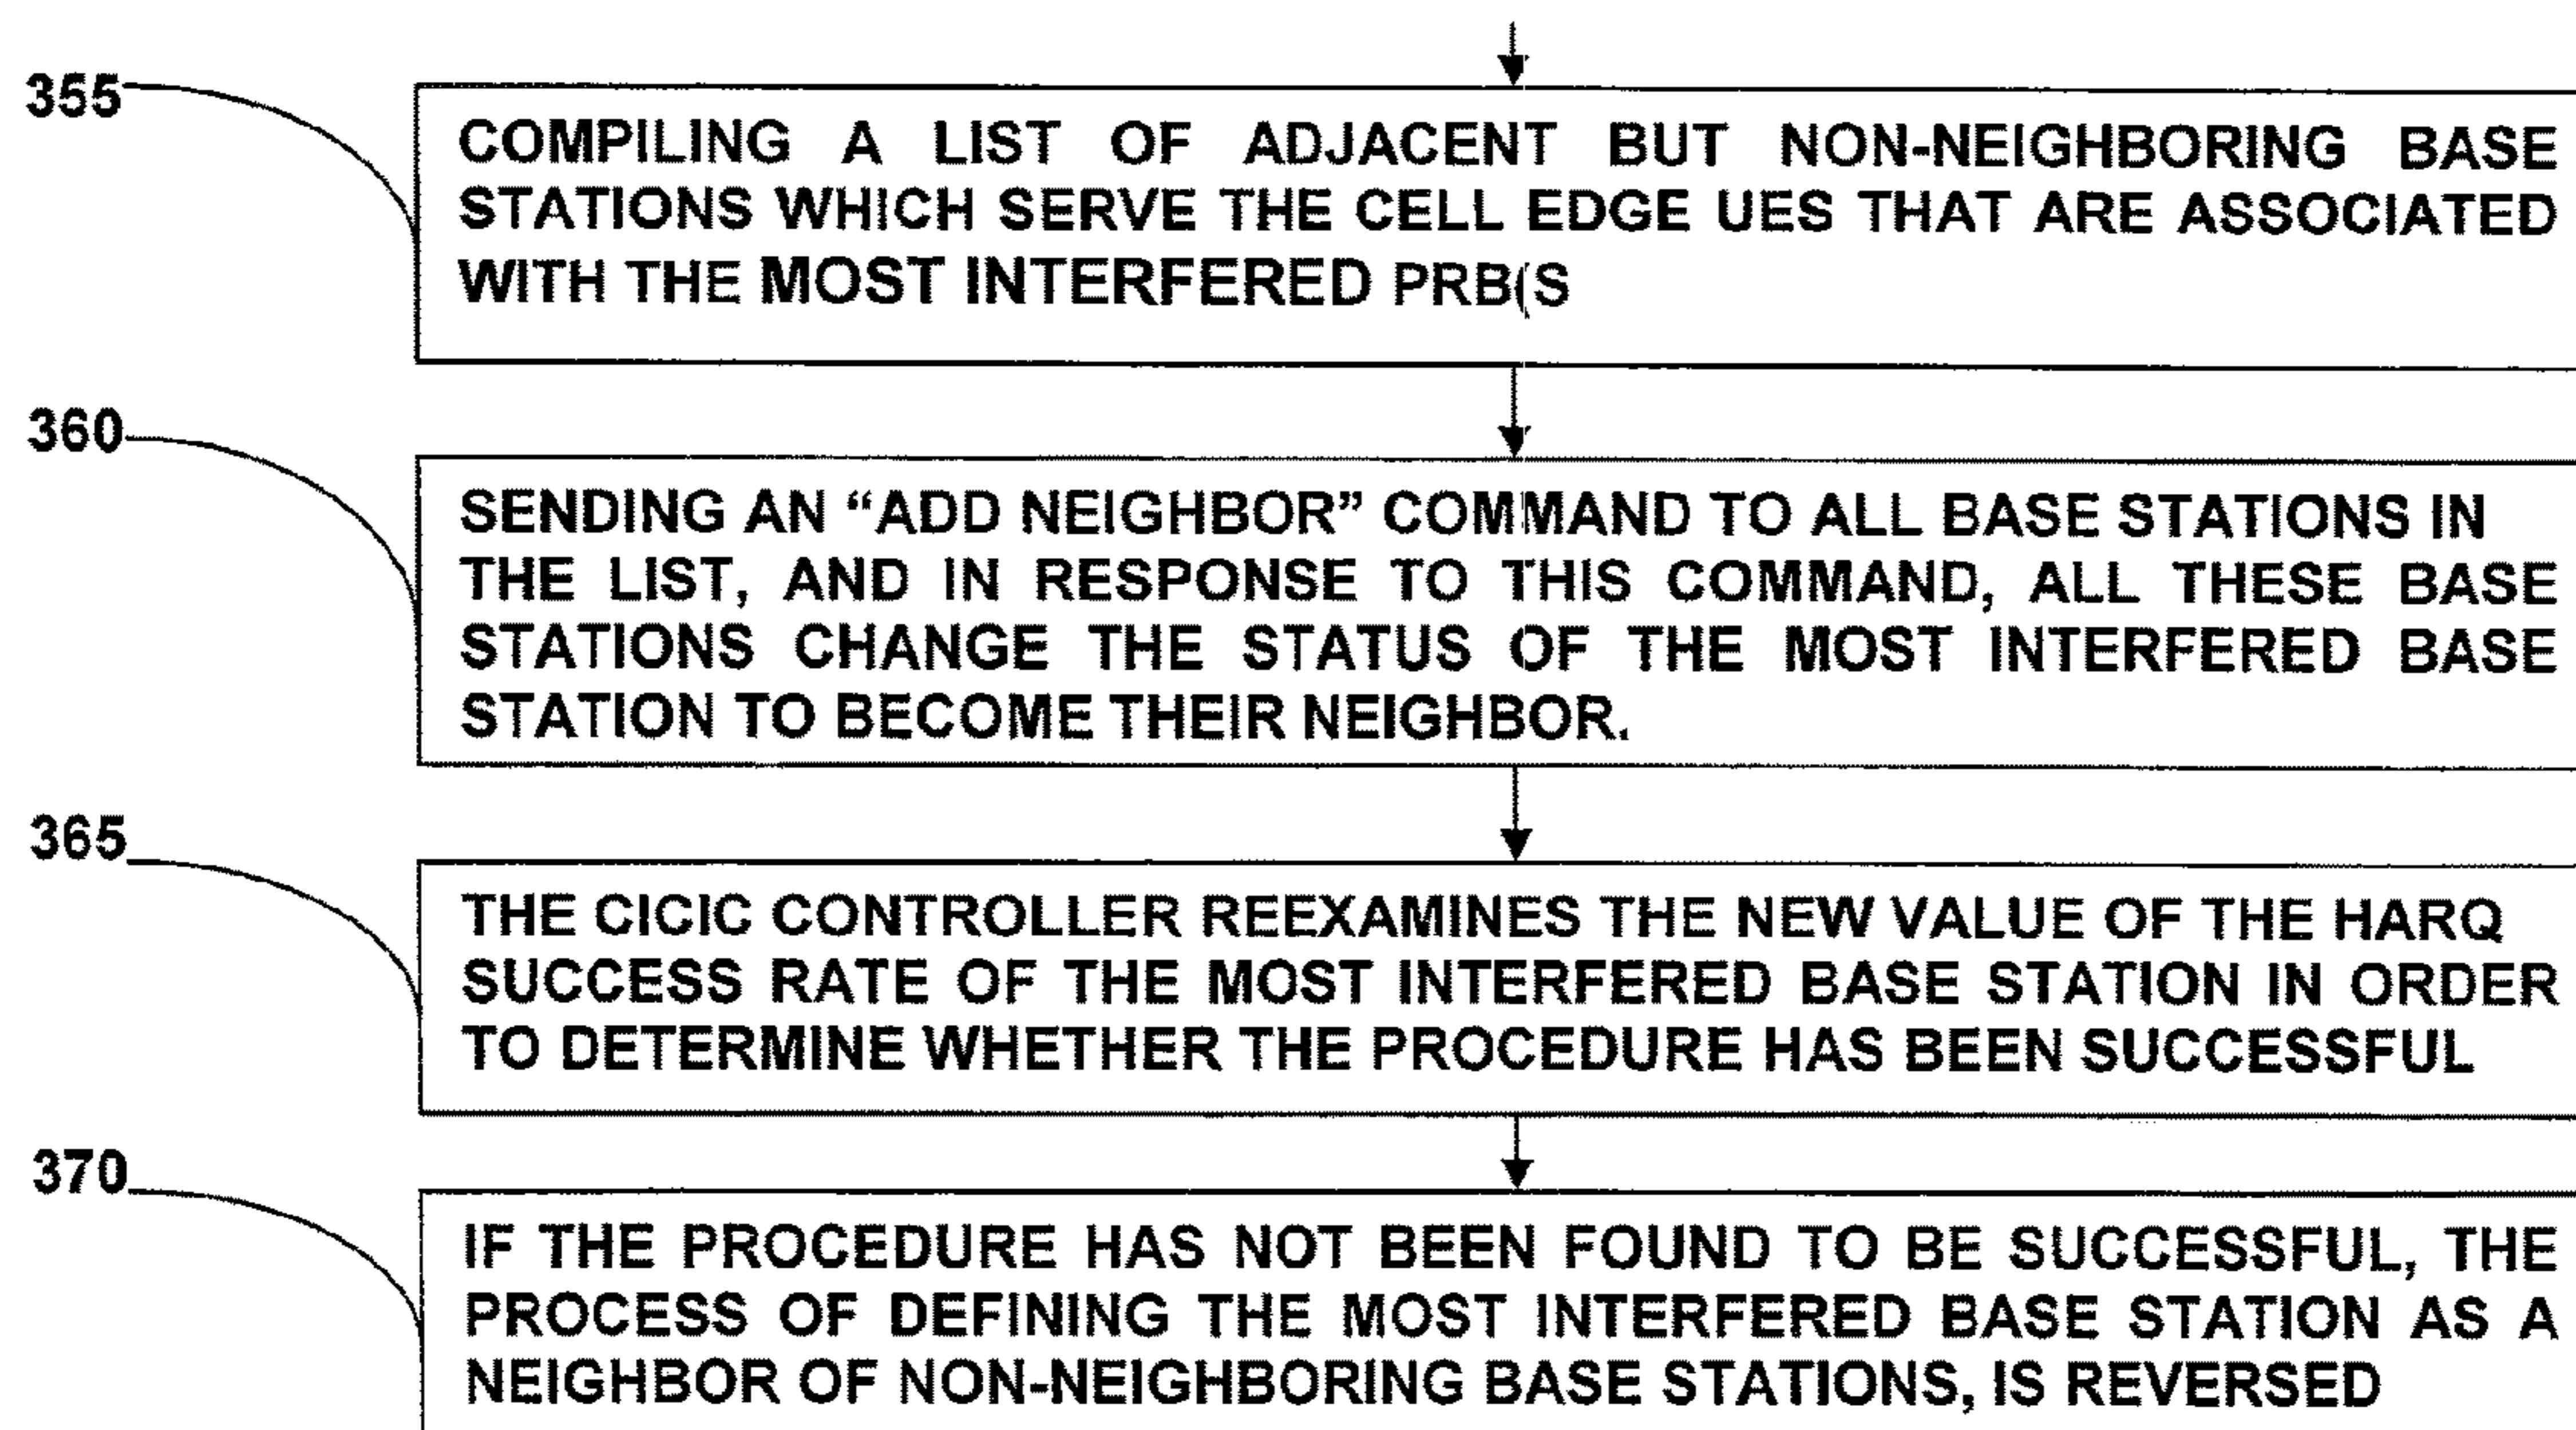 355
COMPILING A LIST OF ADJACENT BUT NON-NEIGHBORING BASE
STATIONS WHICH SERVE THE CELL EDGE UES THAT ARE ASSOCIATED
WITH THE MOST INTERFERED PRB(S
360
SENDING AN “ADD NEIGHBOR” COMMAND TO ALL BASE STATIONS IN
THE LIST, AND IN RESPONSE TO THIS COMMAND, ALL THESE BASE
STATIONS CHANGE THE STATUS OF THE MOST INTERFERED BASE
STATION TO BECOME THEIR NEIGHBOR.
365
THE CICIC CONTROLLER REEXAMINES THE NEW VALUE OF THE HARQ
SUCCESS RATE OF THE MOST INTERFERED BASE STATION IN ORDER
TO DETERMINE WHETHER THE PROCEDURE HAS BEEN SUCCESSFUL
370
IF THE PROCEDURE HAS NOT BEEN FOUND TO BE SUCCESSFUL, THE
PROCESS OF DEFINING THE MOST INTERFERED BASE STATION AS A
NEIGHBOR OF NON-NEIGHBORING BASE STATIONS, IS REVERSED